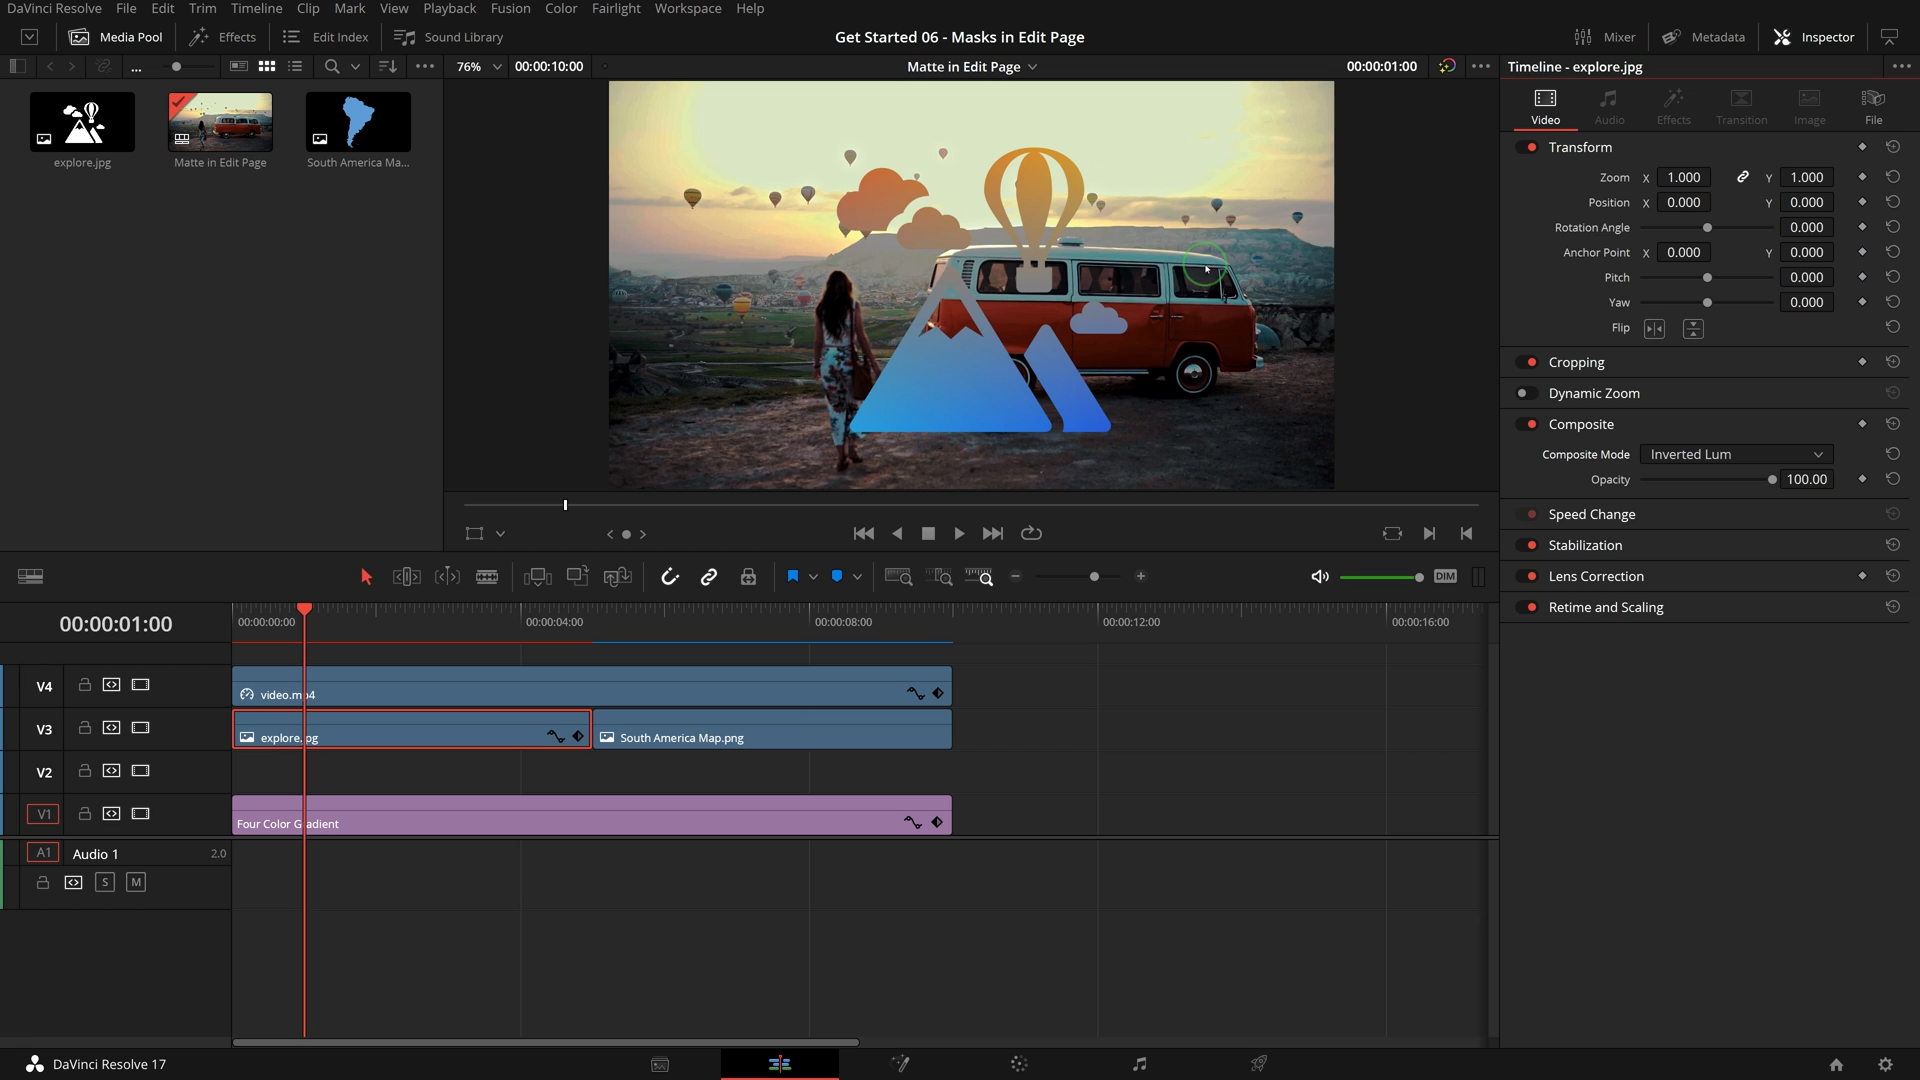 DaVinci Resolve File Edit Trim Timeline Clip Mark View Playback Fusion Color Fairlight Workspace Help
Media Pool Effects Edit Index Sound Library Get Started 06 - Masks in Edit Page Mixer Metadata Inspector
... 76% 00:00:10:00 Matte in Edit Page 00:00:01:00 Timeline - explore.jpg
Video Audio Effects Transition Image File
explore.jpg Matte in Edit Page South America Ma...
Transform
Zoom X 1.000 Y 1.000
Position X 0.000 Y 0.000
Rotation Angle 0.000
Anchor Point X 0.000 Y 0.000
Pitch 0.000
Yaw 0.000
Flip
Cropping
Dynamic Zoom
Composite
Composite Mode Inverted Lum
Opacity 100.00
Speed Change
Stabilization
Lens Correction
Retime and Scaling
DIM
00:00:01:00 00:00:00:00 00:00:04:00 00:00:08:00 00:00:12:00 00:00:16:00
V4 video.mp4
V3 explore.jpg South America Map.png
V2
V1 Four Color Gradient
A1 Audio 1 2.0
S M
DaVinci Resolve 17